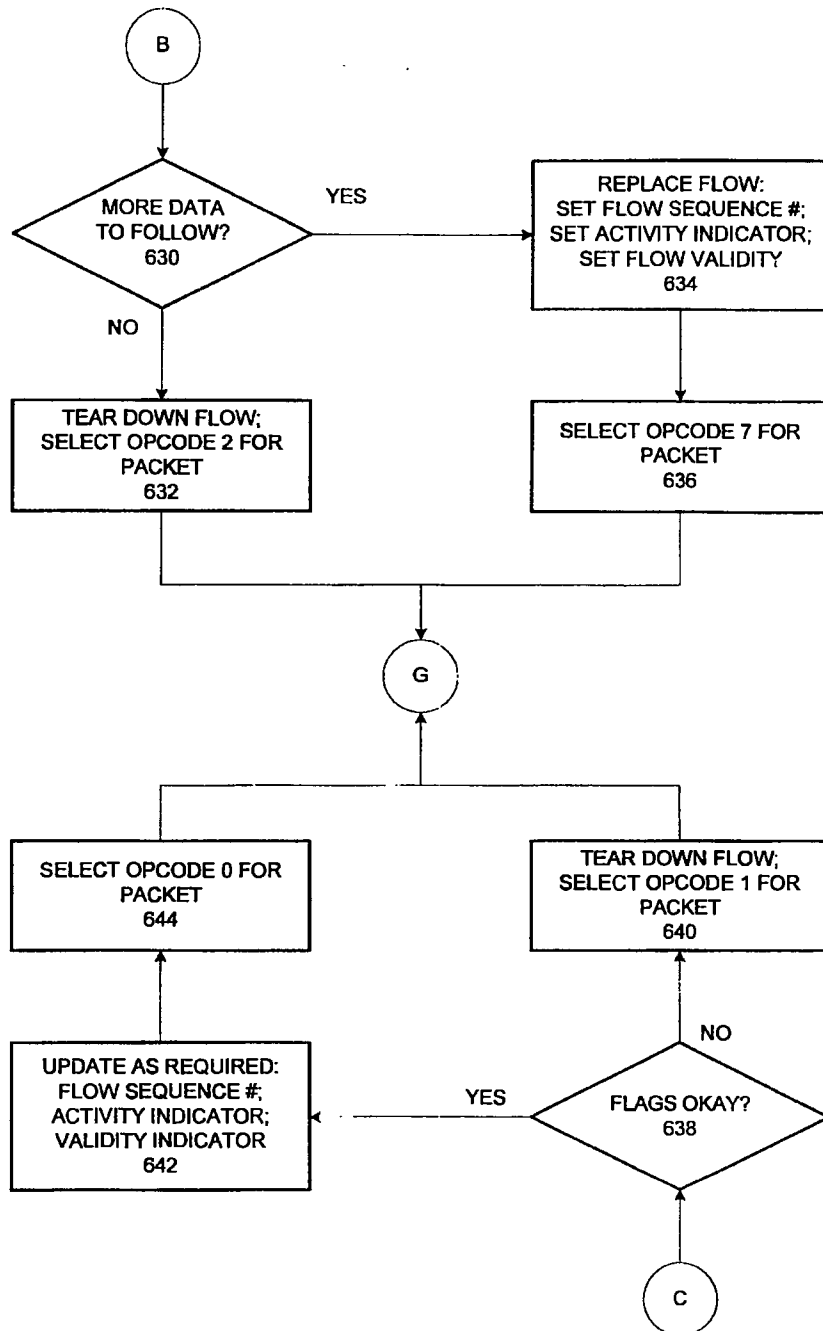 B
MORE DATA
TO FOLLOW?
630
YES
NO
REPLACE FLOW:
SET FLOW SEQUENCE #;
SET ACTIVITY INDICATOR;
SET FLOW VALIDITY
634
TEAR DOWN FLOW;
SELECT OPCODE 2 FOR
PACKET
632
SELECT OPCODE 7 FOR
PACKET
636
G
SELECT OPCODE 0 FOR
PACKET
644
TEAR DOWN FLOW;
SELECT OPCODE 1 FOR
PACKET
640
UPDATE AS REQUIRED:
FLOW SEQUENCE #;
ACTIVITY INDICATOR;
VALIDITY INDICATOR
642
YES
NO
FLAGS OKAY?
638
C